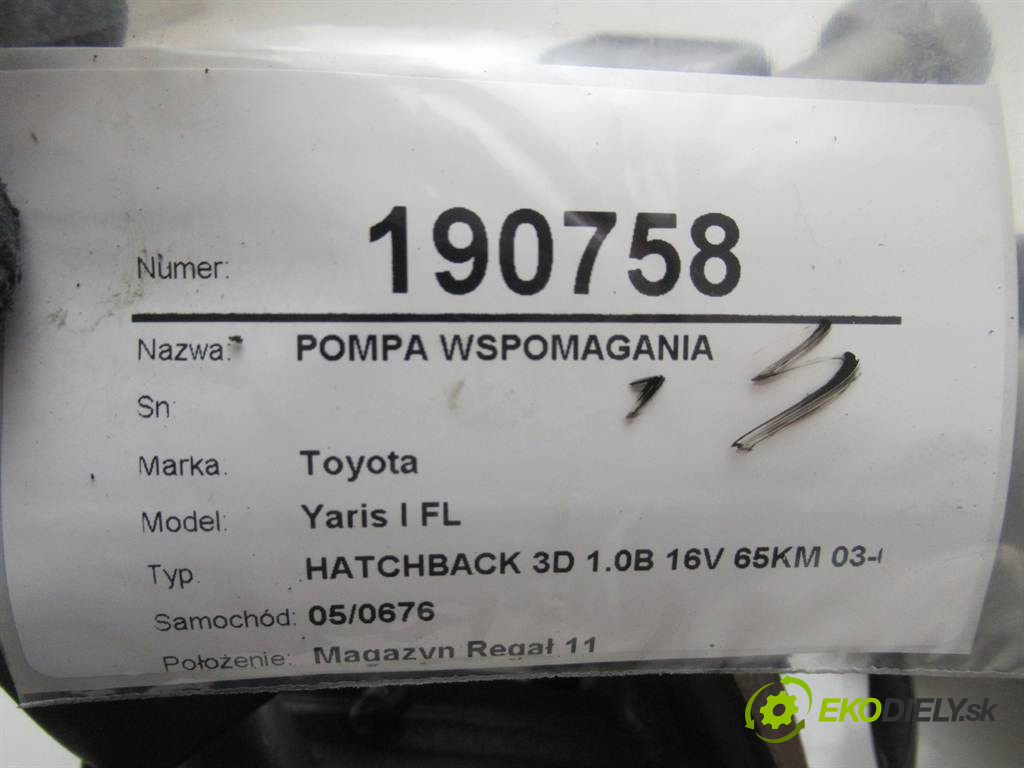 Numer: 190758
Nazwa: POMPA WSPOMAGANIA
Sn:
Marka: Toyota
Model: Yaris I FL
Typ: HATCHBACK 3D 1.0B 16V 65KM 03-
Samochód: 05/0676
Położenie: Magazyn Regał 11
EKODIELY.sk